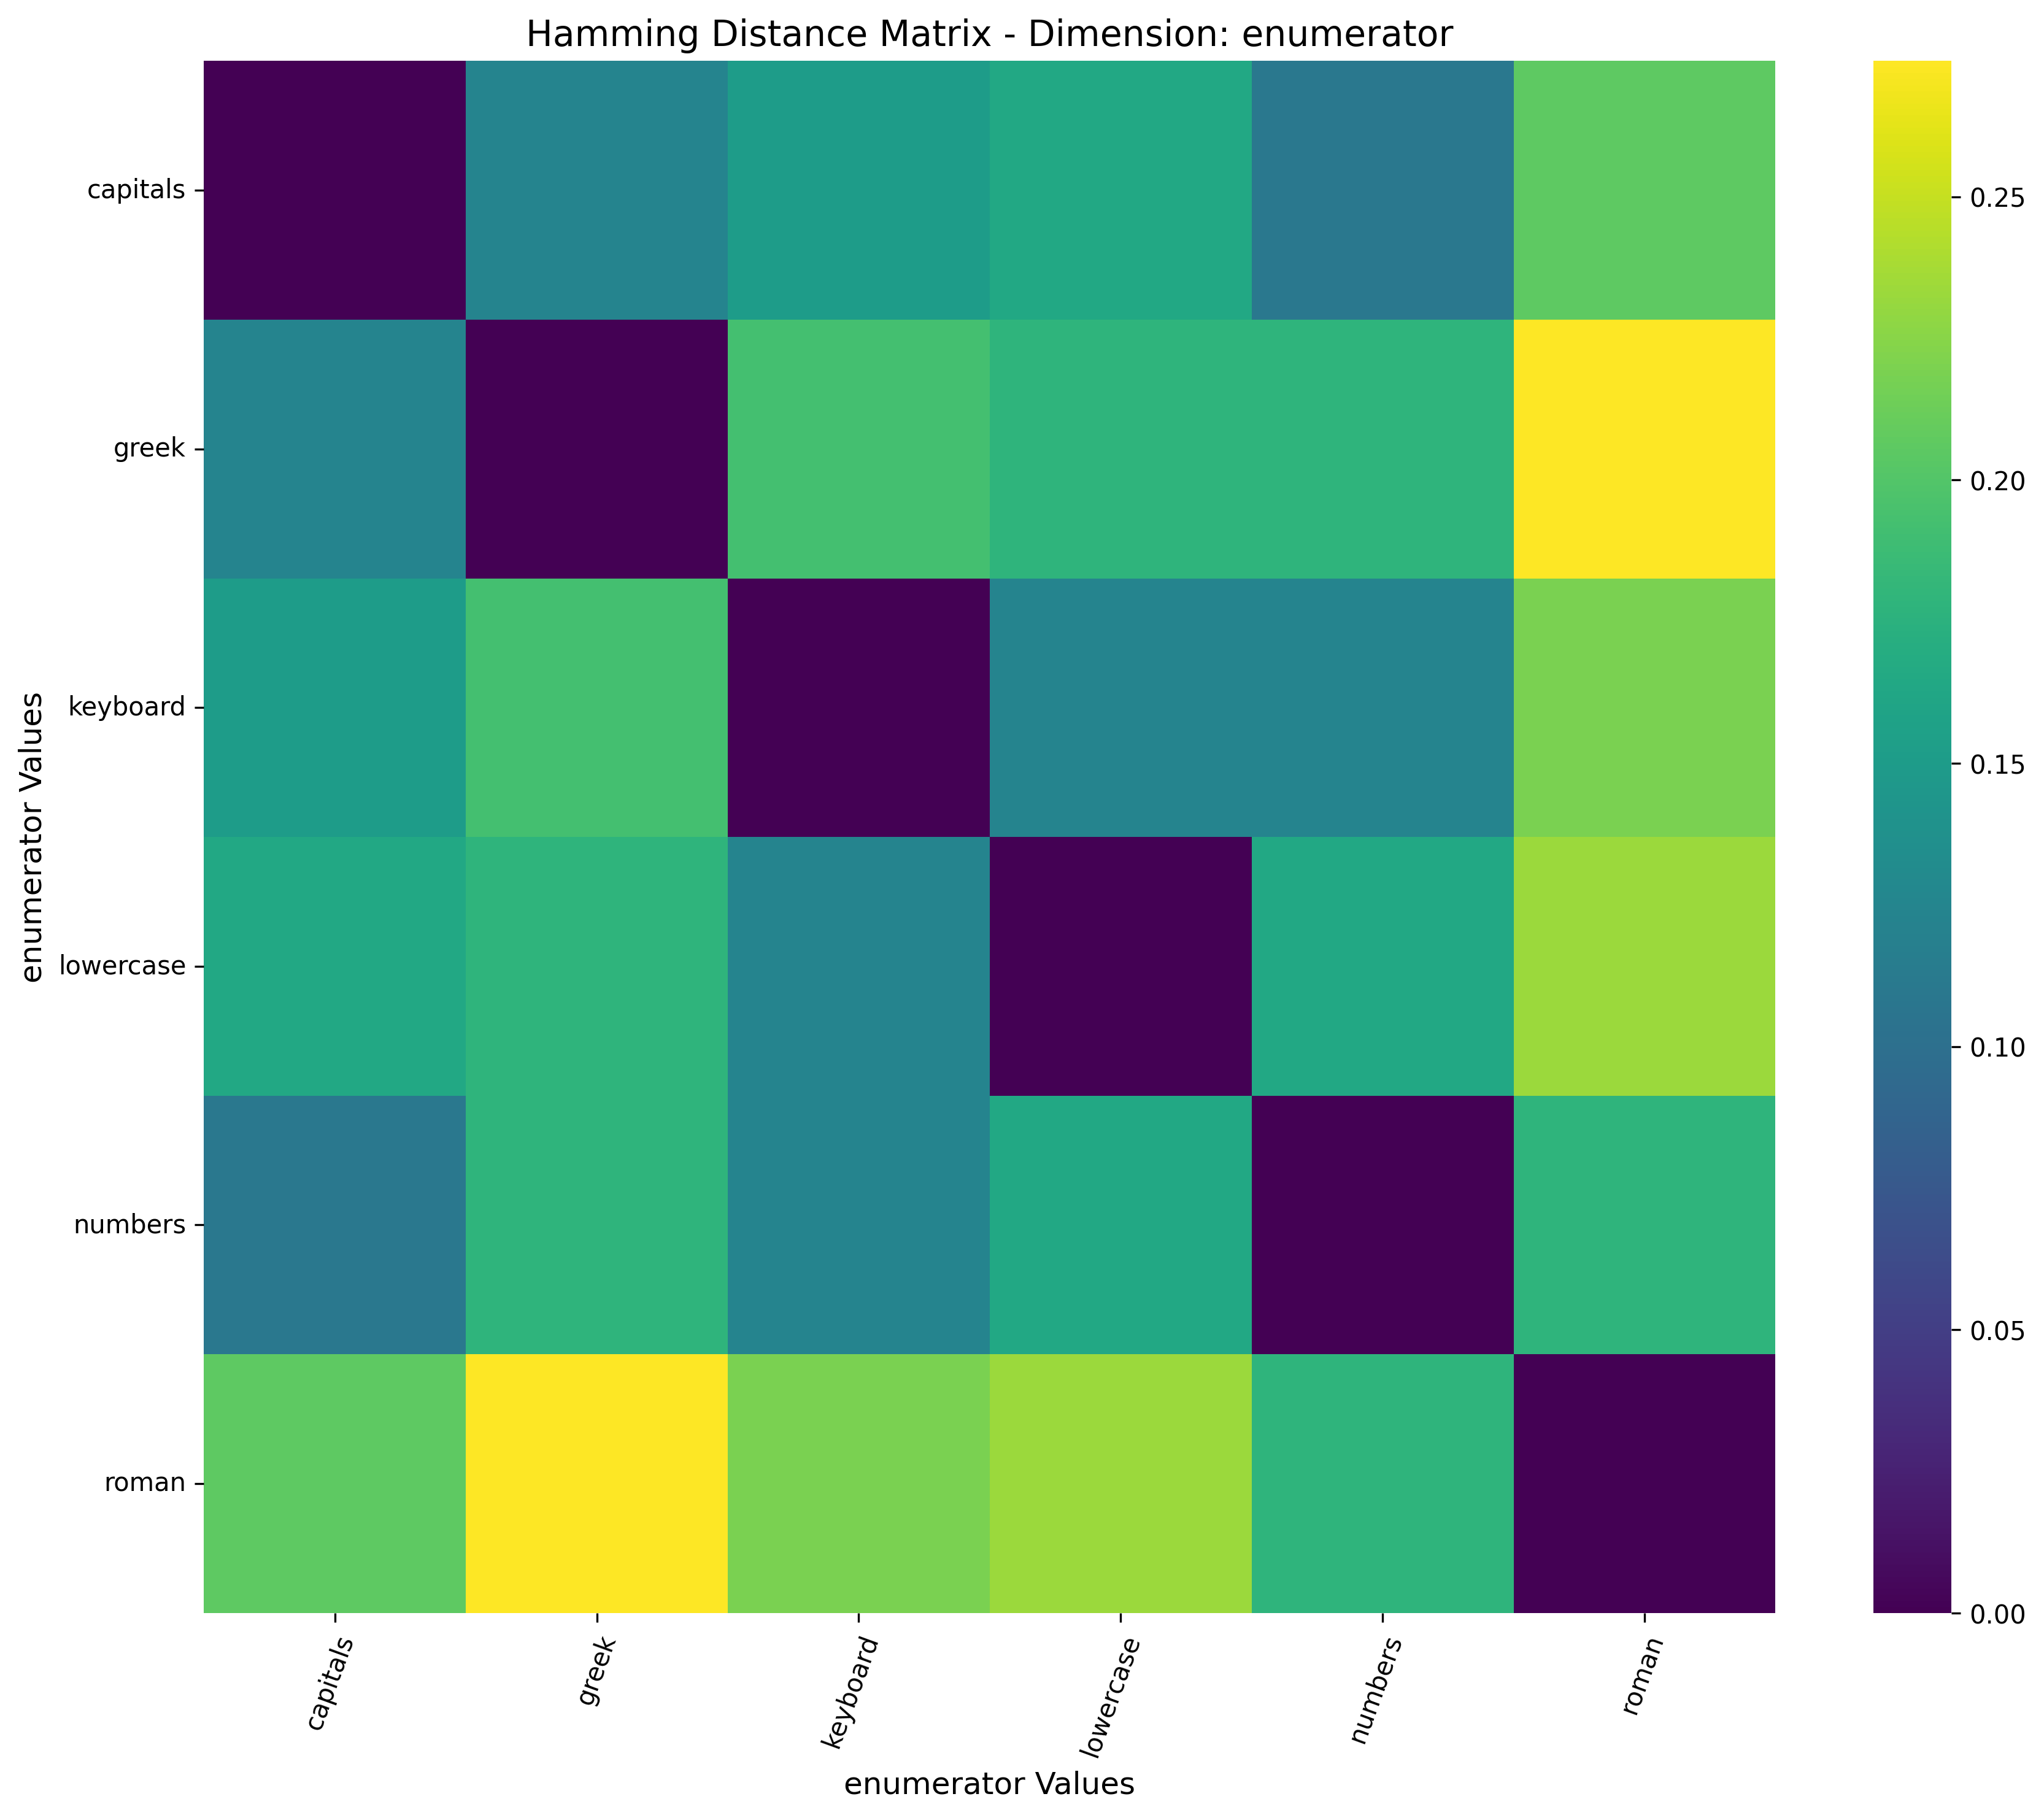 Hamming Distance Matrix - Dimension: enumerator
enumerator Values
capitals
greek
keyboard
lowercase
numbers
roman
capitals
greek
keyboard
lowercase
numbers
roman
enumerator Values
0.25
0.20
0.15
0.10
0.05
0.00